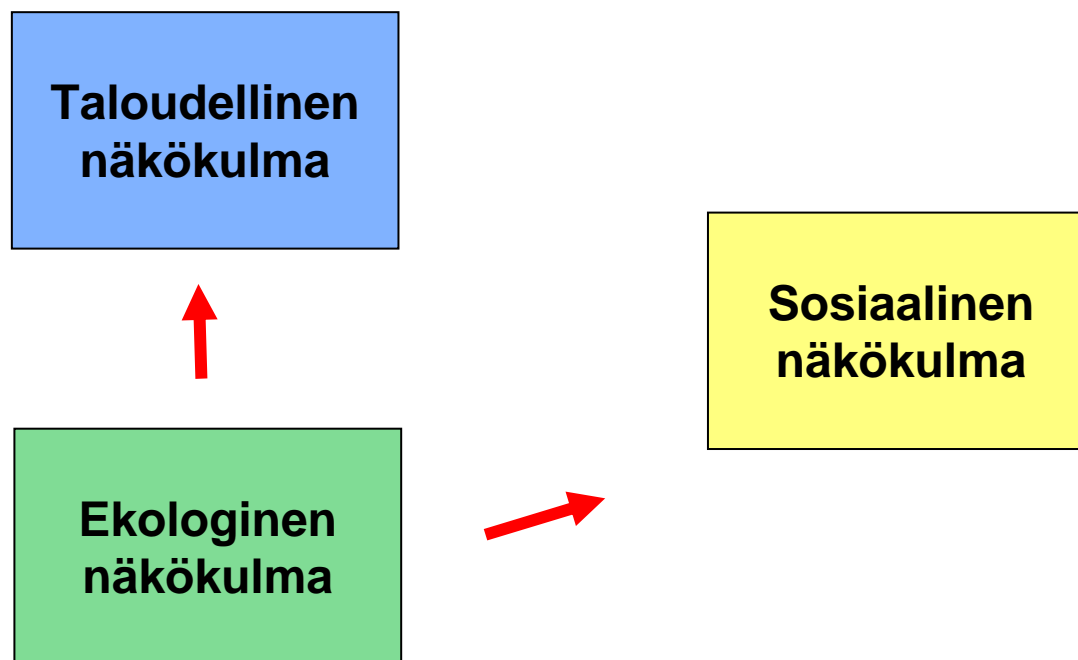 Taloudellinen
näkökulma
Sosiaalinen
näkökulma
Ekologinen
näkökulma